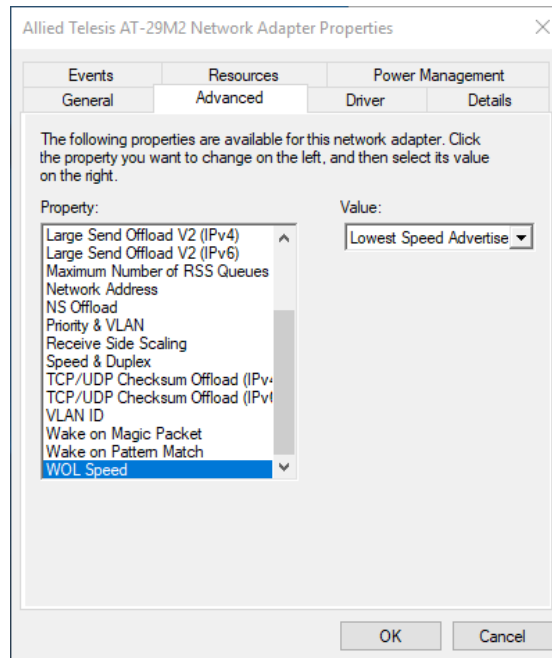 Allied Telesis AT-29M2 Network Adapter Properties
Events Resources Power Management
General Advanced Driver Details
The following properties are available for this network adapter. Click
the property you want to change on the left, and then select its value
on the right.
Property: Value:
Large Send Offload V2 (IPv4) Lowest Speed Advertise
Large Send Offload V2 (IPv6)
Maximum Number of RSS Queues
Network Address
NS Offload
Priority & VLAN
Receive Side Scaling
Speed & Duplex
TCP/UDP Checksum Offload (IPv4
TCP/UDP Checksum Offload (IPv6
VLAN ID
Wake on Magic Packet
Wake on Pattern Match
WOL Speed
OK Cancel